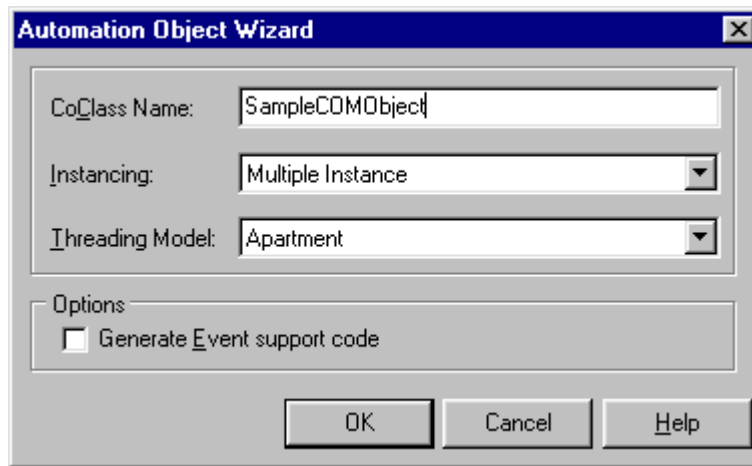 Automation Object Wizard
CoClass Name: SampleCOMObject
Instancing: Multiple Instance
Threading Model: Apartment
Options
Generate Event support code
OK Cancel Help